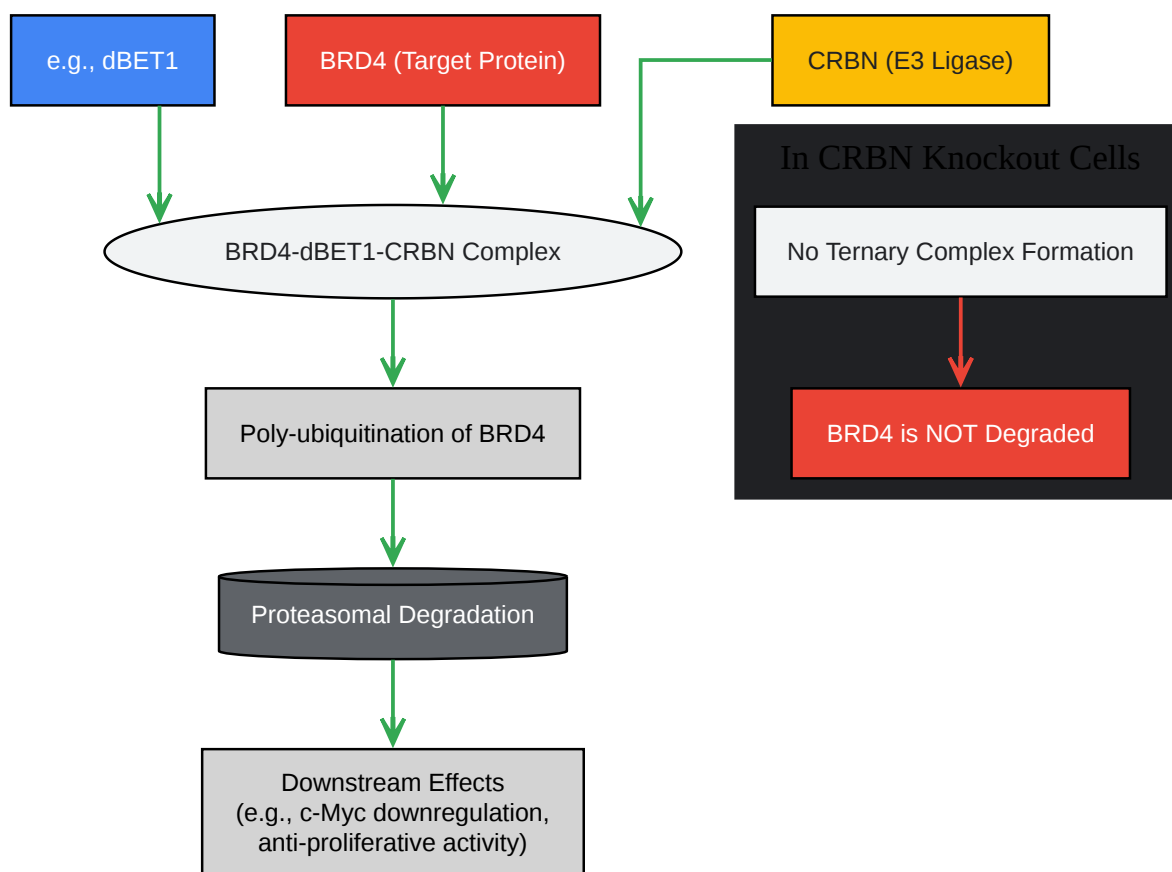 e.g., dBET1
BRD4 (Target Protein)
CRBN (E3 Ligase)
In CRBN Knockout Cells
BRD4-dBET1-CRBN Complex
No Ternary Complex Formation
Poly-ubiquitination of BRD4
BRD4 is NOT Degraded
Proteasomal Degradation
Downstream Effects
(e.g., c-Myc downregulation,
anti-proliferative activity)